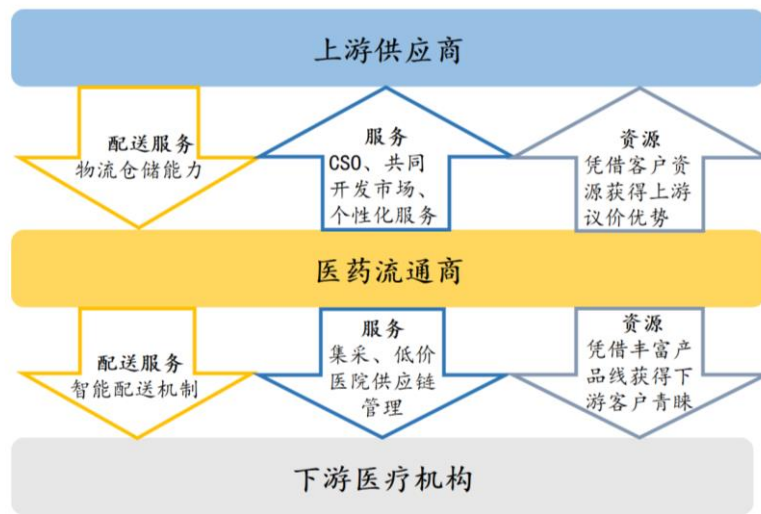 上游供应商
配送服务
物流仓储能力
服务
CSO、共同
开发市场、
个性化服务
资源
凭借客户资
源获得上游
议价优势
医药流通商
配送服务
智能配送机制
服务
集采、低价
医院供应链
管理
资源
凭借丰富产
品线获得下
游客户青睐
下游医疗机构